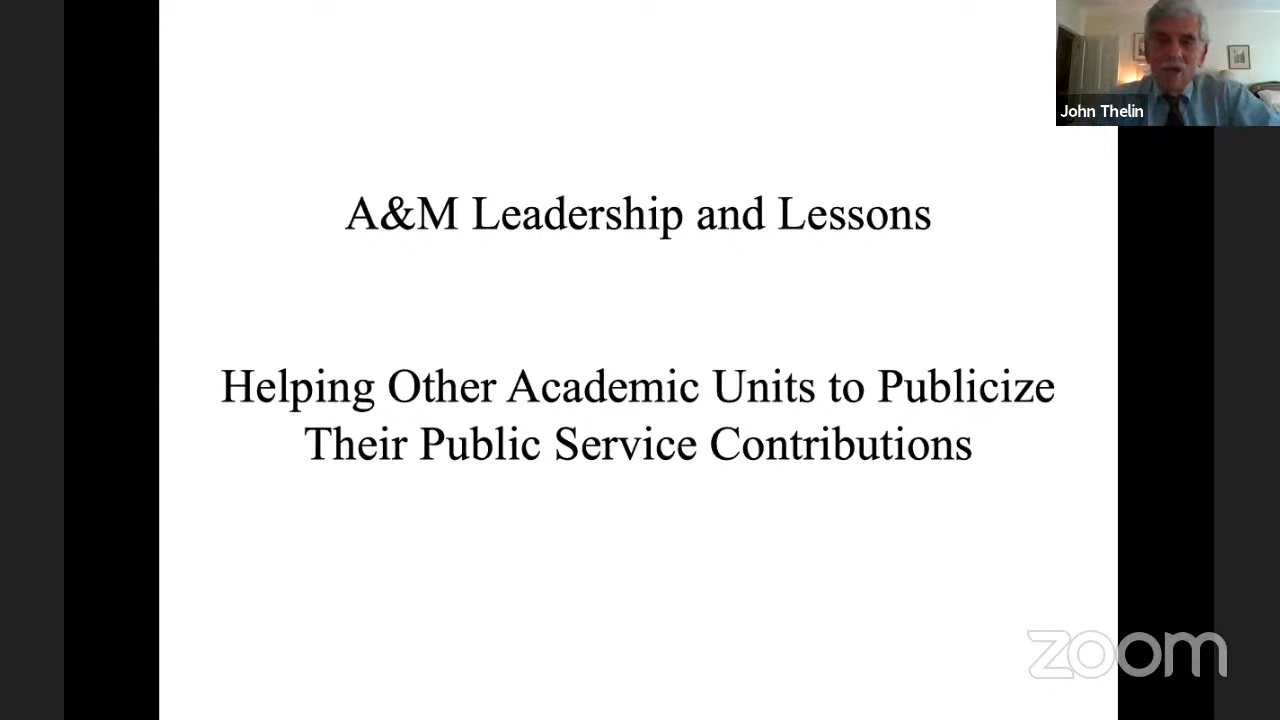 John Thelin
A&M Leadership and Lessons
Helping Other Academic Units to Publicize
Their Public Service Contributions
zoom